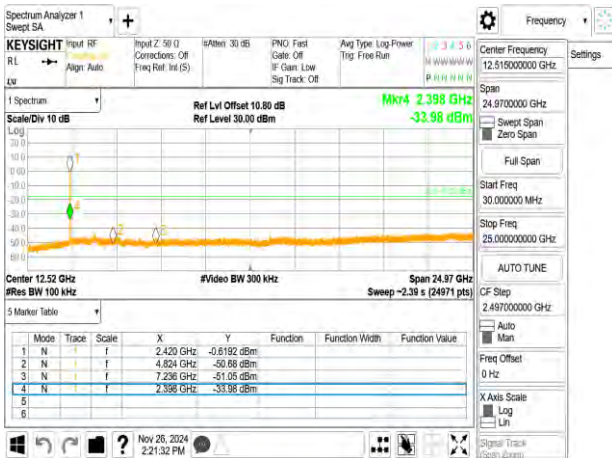 Spectrum Analyzer 1
Swept SA
Frequency
KEYSIGHT
RL
Input: RF
Align: Auto
Input Z: 50 Ω
Corrections: Off
Freq Ref: Int (S)
#Atten: 30 dB
PNO: Fast
Gate: Off
IF Gain: Low
Sig Track: Off
Avg Type: Log-Power
Trig: Free Run
1 Spectrum
Scale/Div 10 dB
Log
Ref Lvl Offset 10.80 dB
Ref Level 30.00 dBm
Mkr4 2.398 GHz
-33.98 dBm
Center 12.52 GHz
#Res BW 100 kHz
#Video BW 300 kHz
Span 24.97 GHz
Sweep ~2.39 s (24971 pts)
5 Marker Table
Mode Trace Scale X Y Function Function Width Function Value
1 N f 2.420 GHz -0.6192 dBm
2 N f 4.824 GHz -50.68 dBm
3 N f 7.236 GHz -51.05 dBm
4 N f 2.398 GHz -33.98 dBm
5
6
Nov 26, 2024
2:21:32 PM
Center Frequency
12.515000000 GHz
Settings
Span
24.9700000 GHz
Swept Span
Zero Span
Full Span
Start Freq
30.000000 MHz
Stop Freq
25.000000000 GHz
AUTO TUNE
CF Step
2.497000000 GHz
Auto
Man
Freq Offset
0 Hz
X Axis Scale
Log
Lin
Signal Track
(Span Zoom)